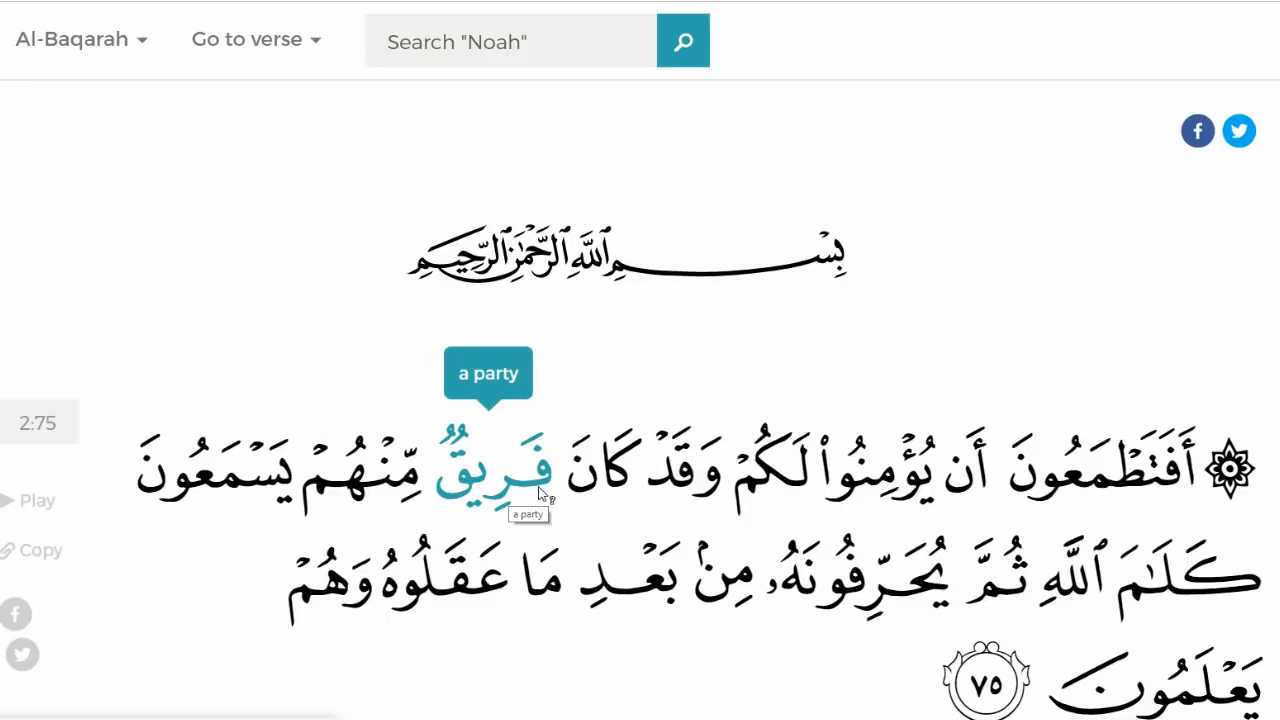 Al-Baqarah
Go to verse
Search "Noah"
بِسْمِ ٱللَّهِ ٱلرَّحْمَٰنِ ٱلرَّحِيمِ
a party
2:75
۞ أَفَتَطْمَعُونَ أَن يُؤْمِنُوا۟ لَكُمْ وَقَدْ كَانَ فَرِيقٌ مِّنْهُمْ يَسْمَعُونَ
a party
Play
كَلَـٰمَ ٱللَّهِ ثُمَّ يُحَرِّفُونَهُۥ مِنۢ بَعْدِ مَا عَقَلُوهُ وَهُمْ
Copy
يَعْلَمُونَ ٧٥